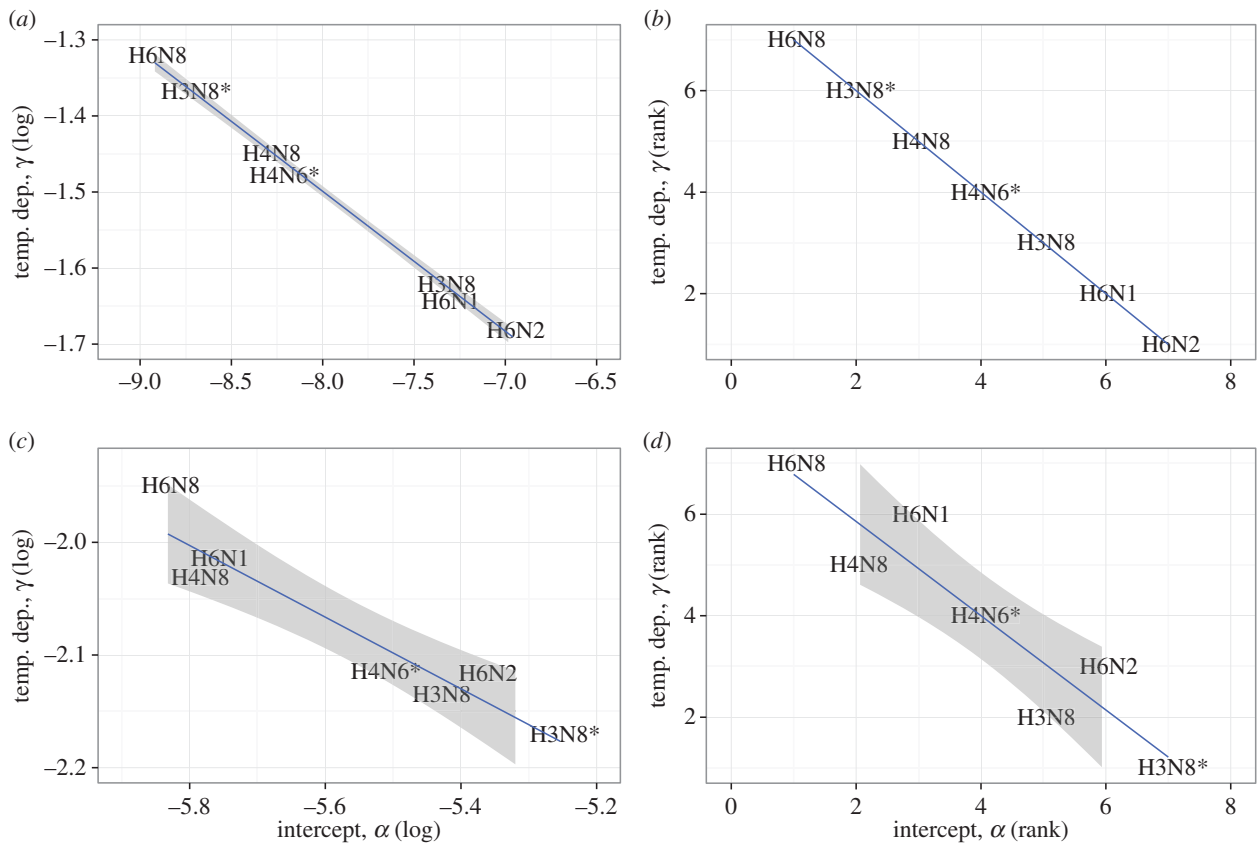 (a)
temp. dep., γ (log)
–1.3
–1.4
–1.5
–1.6
–1.7
H6N8
H3N8*
H4N8
H4N6*
H3N8
H6N1
H6N2
–9.0 –8.5 –8.0 –7.5 –7.0 –6.5
(b)
temp. dep., γ (rank)
6
4
2
H6N8
H3N8*
H4N8
H4N6*
H3N8
H6N1
H6N2
0 2 4 6 8
(c)
temp. dep., γ (log)
–2.0
–2.1
–2.2
H6N8
H6N1
H4N8
H4N6* H6N2
H3N8
H3N8*
–5.8 –5.6 –5.4 –5.2
intercept, α (log)
(d)
temp. dep., γ (rank)
6
4
2
H6N8
H6N1
H4N8
H4N6*
H6N2
H3N8
H3N8*
0 2 4 6 8
intercept, α (rank)